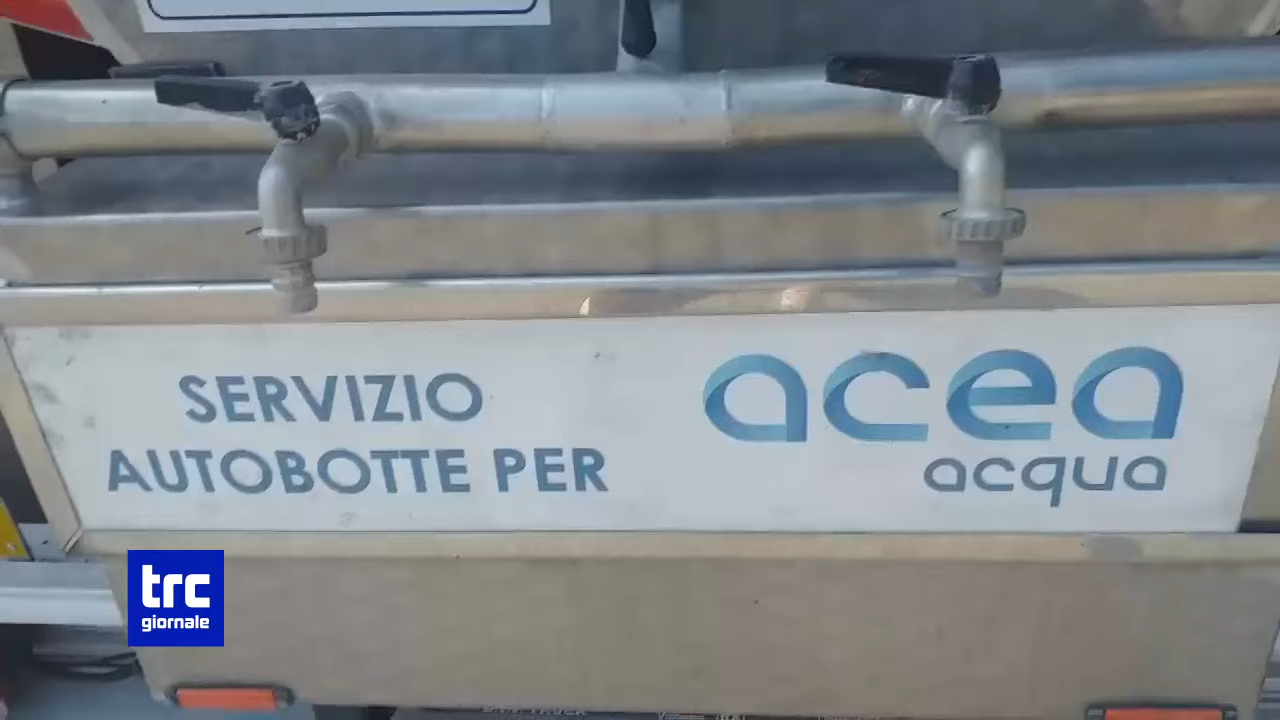 SERVIZIO
AUTOBOTTE PER
acea
acqua
trc
giornale